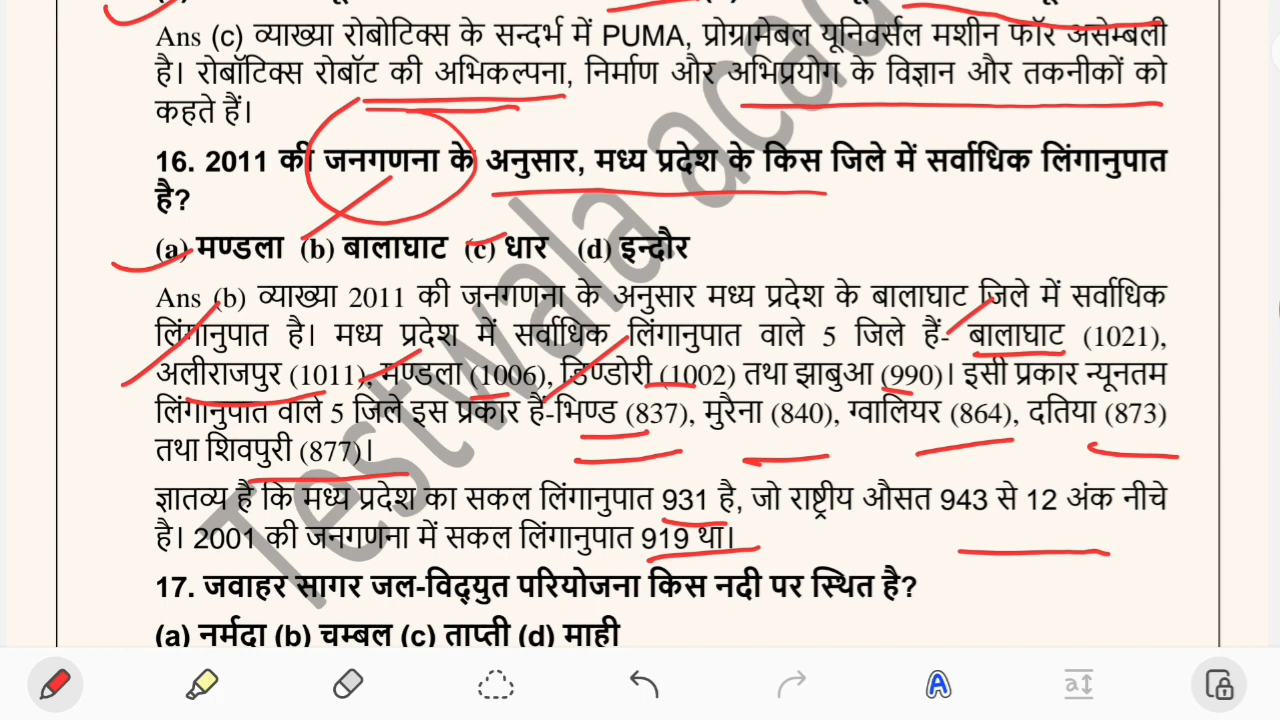 Ans (c) व्याख्या रोबोटिक्स के सन्दर्भ में PUMA, प्रोग्रामेबल यूनिवर्सल मशीन फॉर असेम्बली
है। रोबॉटिक्स रोबॉट की अभिकल्पना, निर्माण और अभिप्रयोग के विज्ञान और तकनीकों को
कहते हैं।
16. 2011 की जनगणना के अनुसार, मध्य प्रदेश के किस जिले में सर्वाधिक लिंगानुपात
है?
(a) मण्डला (b) बालाघाट (c) धार (d) इन्दौर
Ans (b) व्याख्या 2011 की जनगणना के अनुसार मध्य प्रदेश के बालाघाट जिले में सर्वाधिक
लिंगानुपात है। मध्य प्रदेश में सर्वाधिक लिंगानुपात वाले 5 जिले हैं- बालाघाट (1021),
अलीराजपुर (1011), मण्डला (1006), डिण्डोरी (1002) तथा झाबुआ (990)। इसी प्रकार न्यूनतम
लिंगानुपात वाले 5 जिले इस प्रकार हैं-भिण्ड (837), मुरैना (840), ग्वालियर (864), दतिया (873)
तथा शिवपुरी (877)।
ज्ञातव्य है कि मध्य प्रदेश का सकल लिंगानुपात 931 है, जो राष्ट्रीय औसत 943 से 12 अंक नीचे
है। 2001 की जनगणना में सकल लिंगानुपात 919 था।
17. जवाहर सागर जल-विद्युत परियोजना किस नदी पर स्थित है?
(a) नर्मदा (b) चम्बल (c) ताप्ती (d) माही
Testwala acad